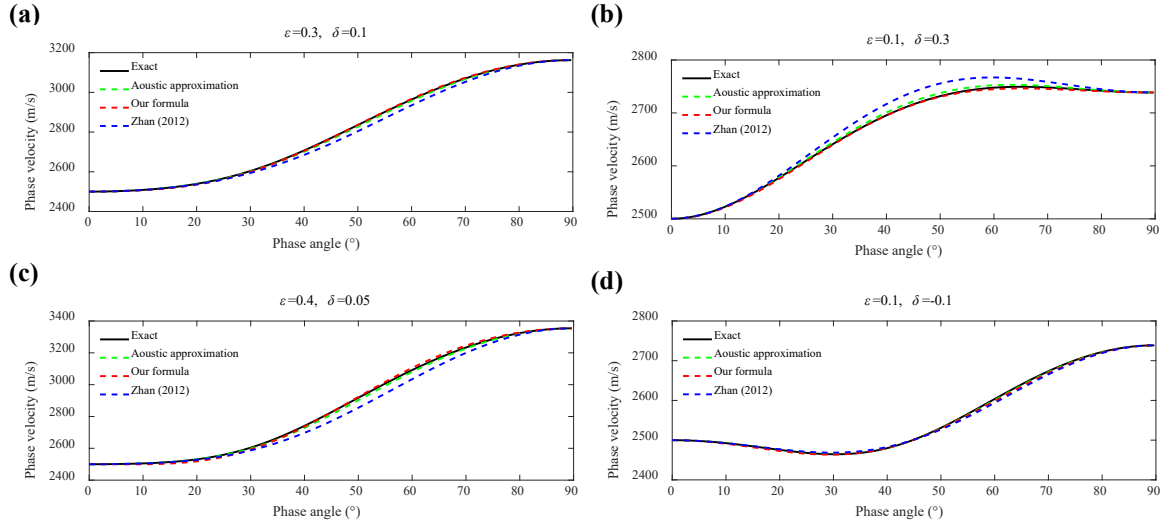 (a)
ε=0.3, δ=0.1
3200
3000
2800
2600
2400
Phase velocity (m/s)
Exact
Aoustic approximation
Our formula
Zhan (2012)
0 10 20 30 40 50 60 70 80 90
Phase angle (°)
(b)
ε=0.1, δ=0.3
2800
2700
2600
2500
Phase velocity (m/s)
Exact
Aoustic approximation
Our formula
Zhan (2012)
0 10 20 30 40 50 60 70 80 90
Phase angle (°)
(c)
ε=0.4, δ=0.05
3400
3200
3000
2800
2600
2400
Phase velocity (m/s)
Exact
Aoustic approximation
Our formula
Zhan (2012)
0 10 20 30 40 50 60 70 80 90
Phase angle (°)
(d)
ε=0.1, δ=-0.1
2800
2700
2600
2500
2400
Phase velocity (m/s)
Exact
Aoustic approximation
Our formula
Zhan (2012)
0 10 20 30 40 50 60 70 80 90
Phase angle (°)